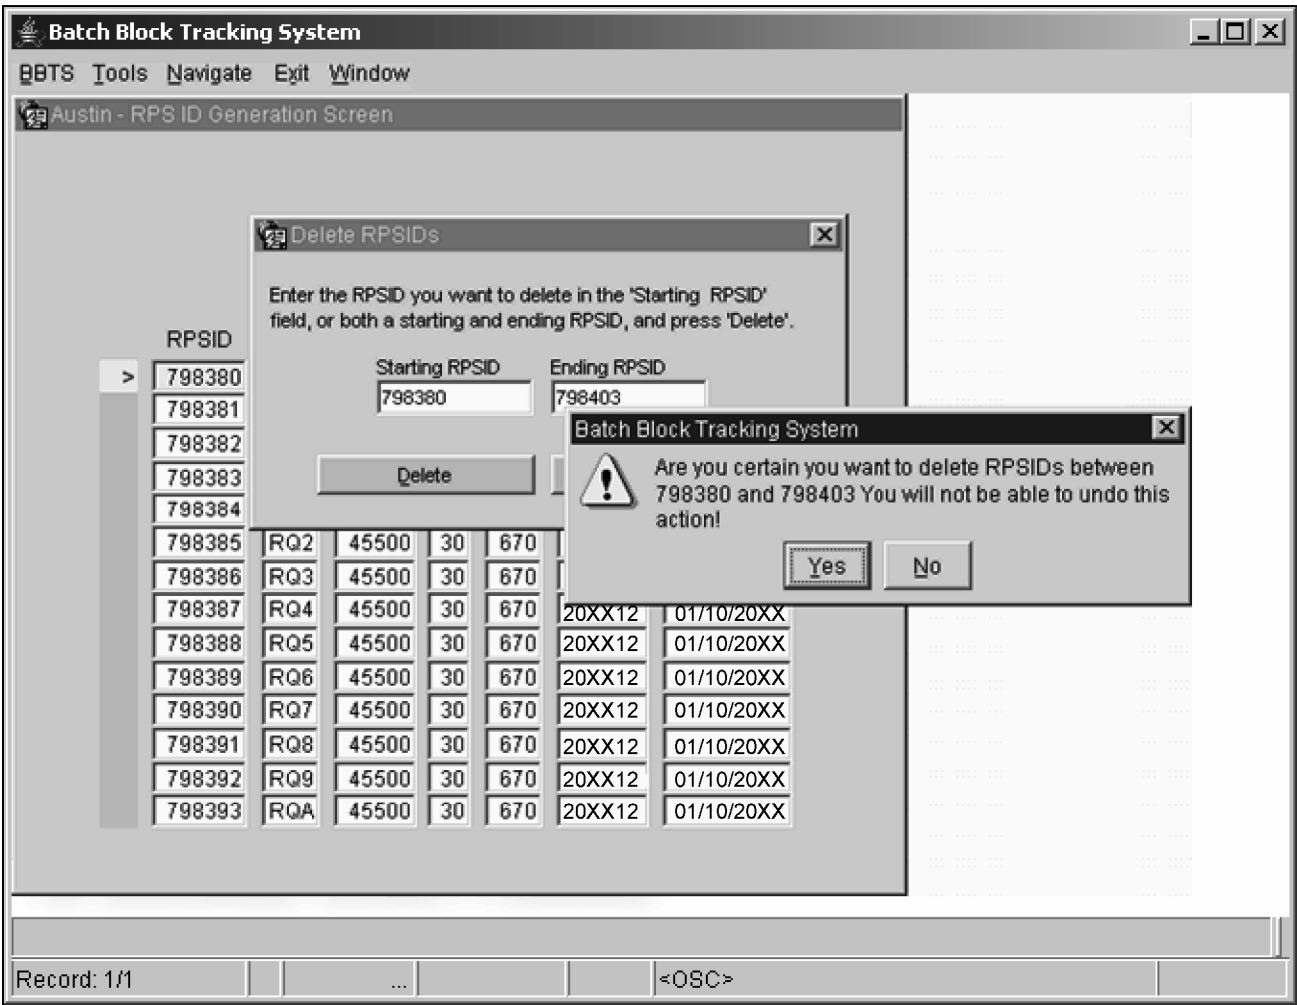 Batch Block Tracking System
BBTS Tools Navigate Exit Window
Austin - RPS ID Generation Screen
Delete RPSIDs
Enter the RPSID you want to delete in the 'Starting RPSID'
field, or both a starting and ending RPSID, and press 'Delete'.
Starting RPSID Ending RPSID
798380 798403
Delete
Batch Block Tracking System
Are you certain you want to delete RPSIDs between
798380 and 798403 You will not be able to undo this
action!
Yes No
RPSID
> 798380
798381
798382
798383
798384
798385 RQ2 45500 30 670
798386 RQ3 45500 30 670
798387 RQ4 45500 30 670 20XX12 01/10/20XX
798388 RQ5 45500 30 670 20XX12 01/10/20XX
798389 RQ6 45500 30 670 20XX12 01/10/20XX
798390 RQ7 45500 30 670 20XX12 01/10/20XX
798391 RQ8 45500 30 670 20XX12 01/10/20XX
798392 RQ9 45500 30 670 20XX12 01/10/20XX
798393 RQA 45500 30 670 20XX12 01/10/20XX
Record: 1/1 ... <OSC>